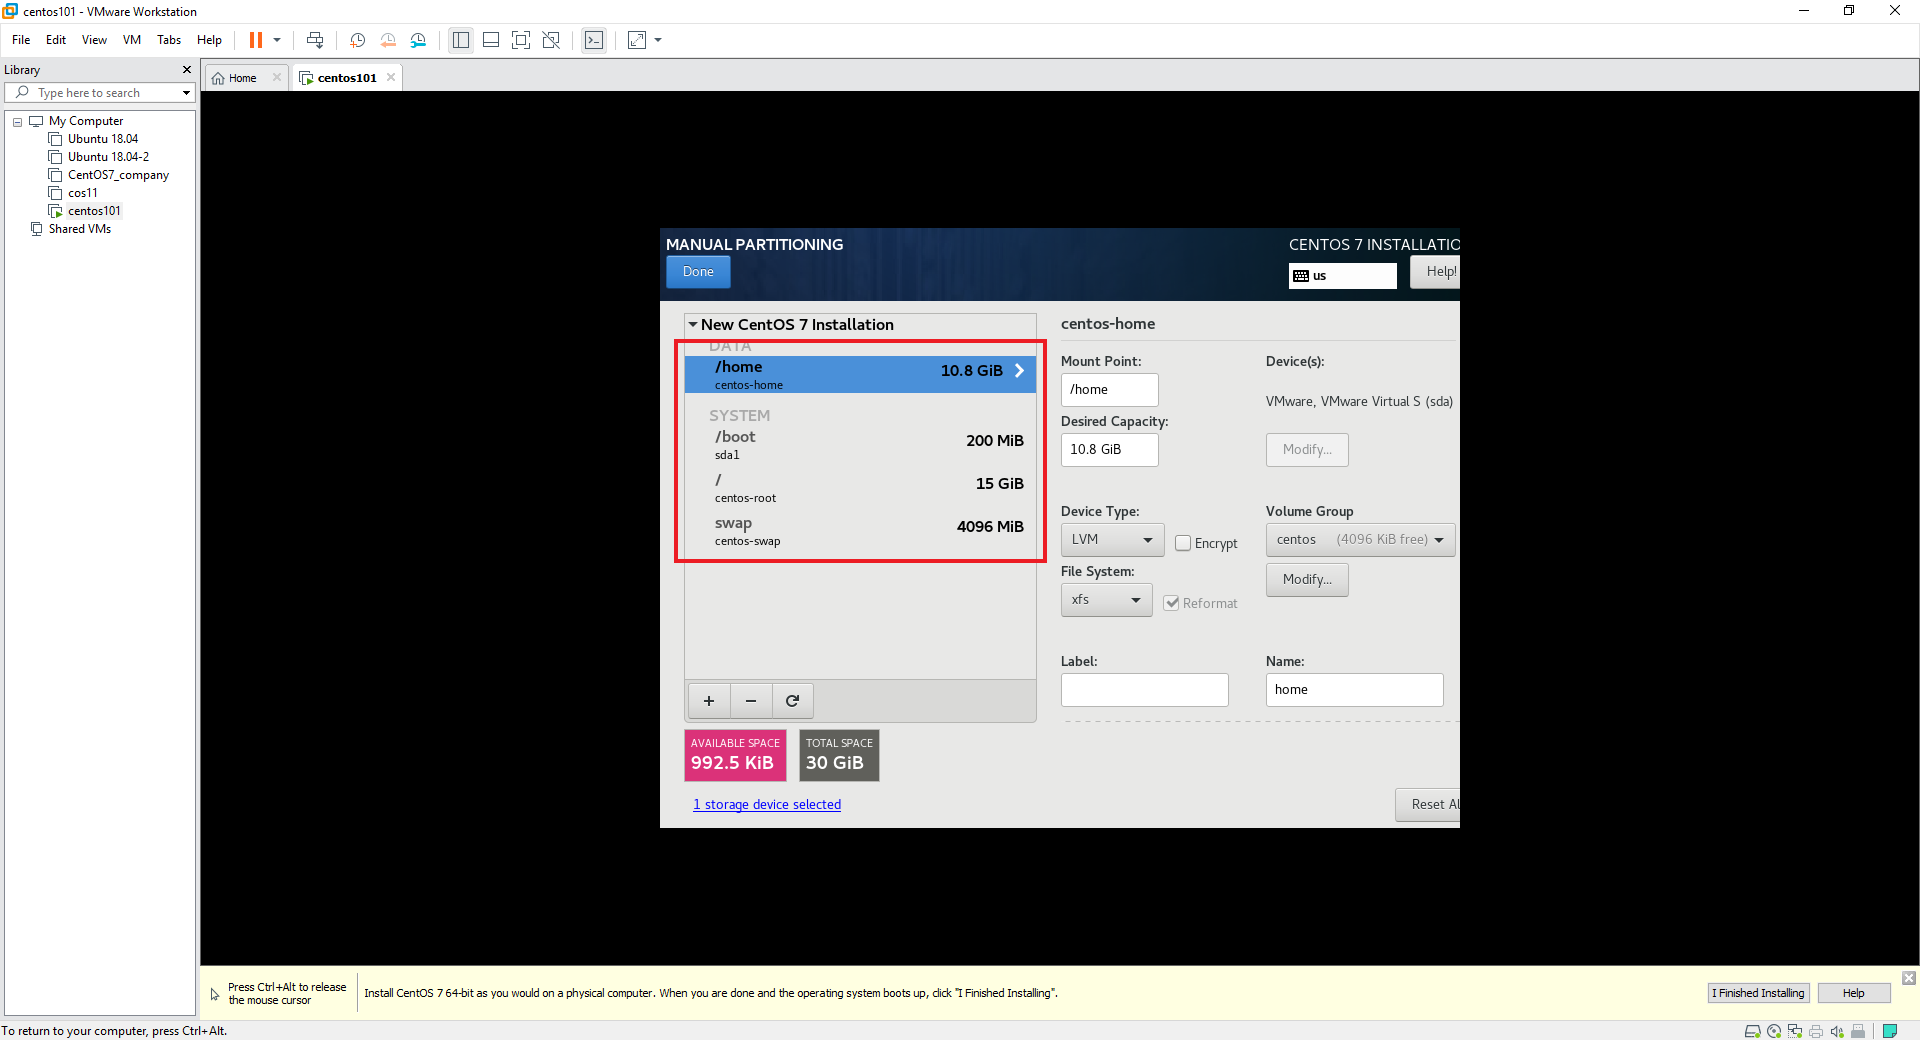 centos101 - VMware Workstation
File Edit View VM Tabs Help
Library
Type here to search
My Computer
Ubuntu 18.04
Ubuntu 18.04-2
CentOS7_company
cos11
centos101
Shared VMs
Home
centos101
MANUAL PARTITIONING
CENTOS 7 INSTALLATIO
Done
us
Help!
New CentOS 7 Installation
DATA
/home
10.8 GiB
centos-home
SYSTEM
/boot
200 MiB
sda1
/
15 GiB
centos-root
swap
4096 MiB
centos-swap
+ −
AVAILABLE SPACE
992.5 KiB
TOTAL SPACE
30 GiB
1 storage device selected
centos-home
Mount Point:
/home
Device(s):
VMware, VMware Virtual S (sda)
Desired Capacity:
10.8 GiB
Modify...
Device Type:
LVM
Encrypt
Volume Group
centos (4096 KiB free)
File System:
xfs
Reformat
Modify...
Label:
Name:
home
Reset Al
Press Ctrl+Alt to release
the mouse cursor
Install CentOS 7 64-bit as you would on a physical computer. When you are done and the operating system boots up, click "I Finished Installing".
I Finished Installing
Help
To return to your computer, press Ctrl+Alt.